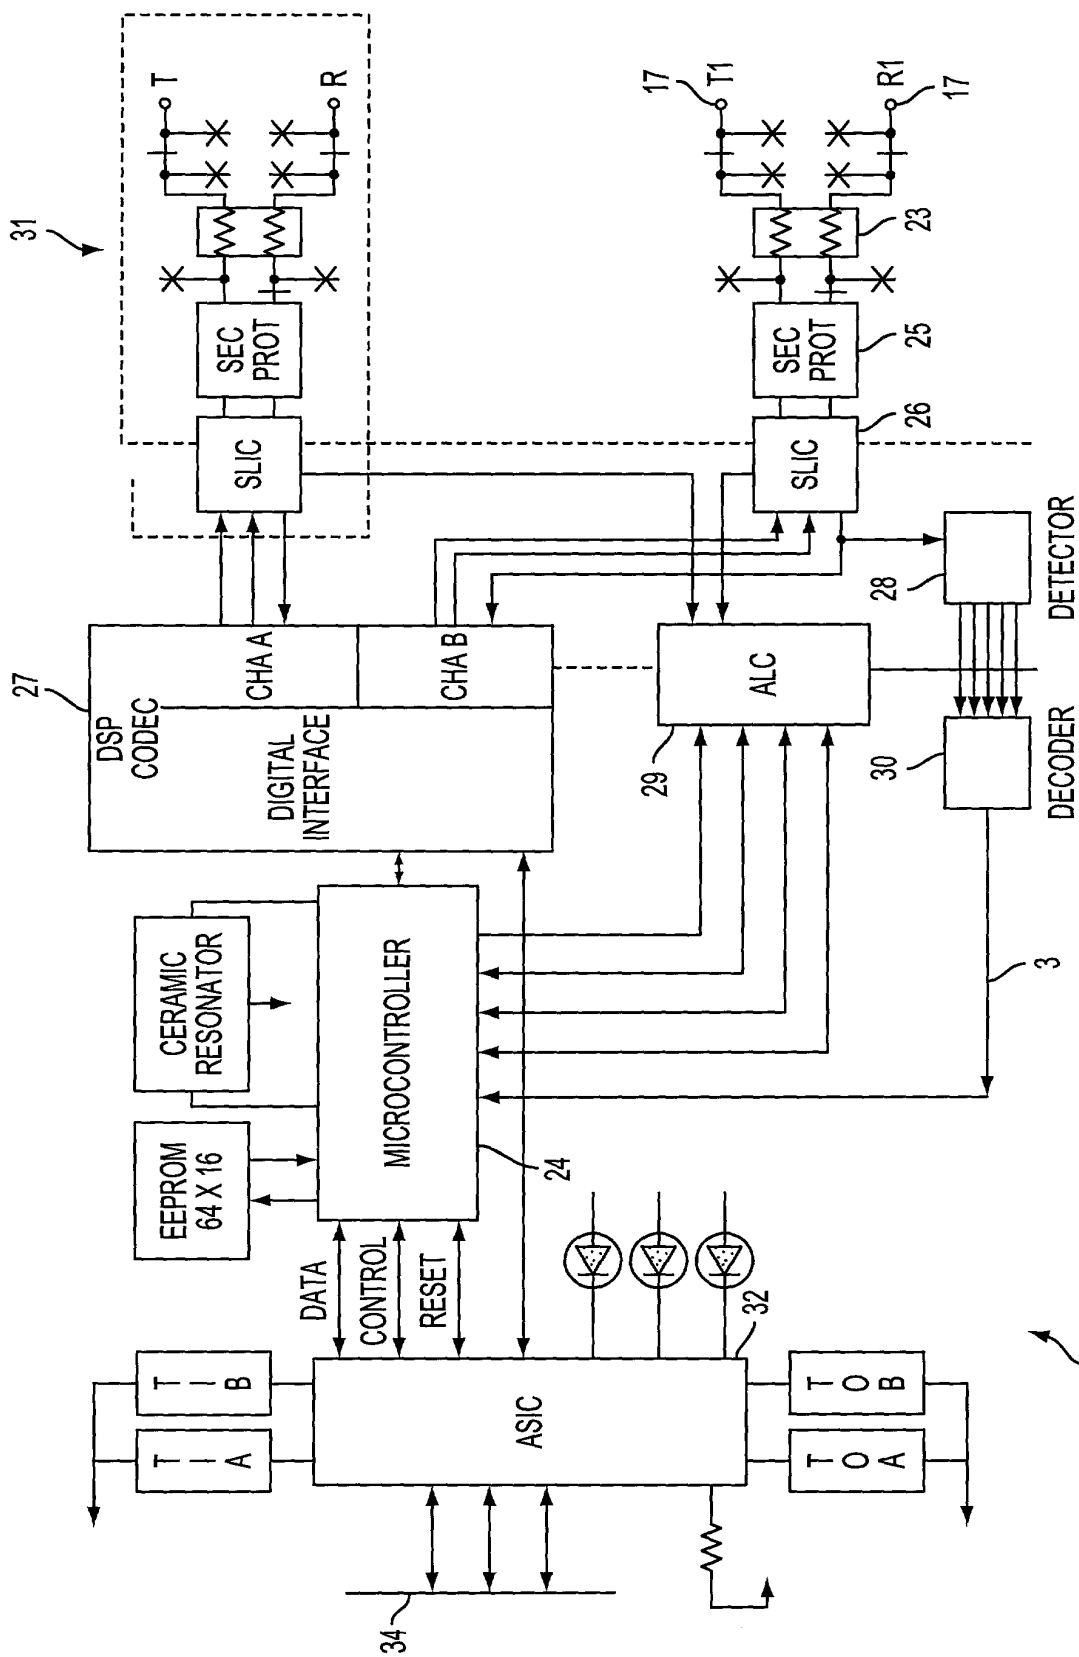 31
T
R
SEC
PROT
SLIC
17
T1
R1
17
23
SEC
PROT
25
SLIC
26
27
DSP
CODEC
CHA A
CHA B
DIGITAL
INTERFACE
ALC
29
28
DETECTOR
30
DECODER
3
CERAMIC
RESONATOR
EEPROM
64 X 16
MICROCONTROLLER
24
DATA
CONTROL
RESET
32
ASIC
T I B
T I A
T O B
T O A
34